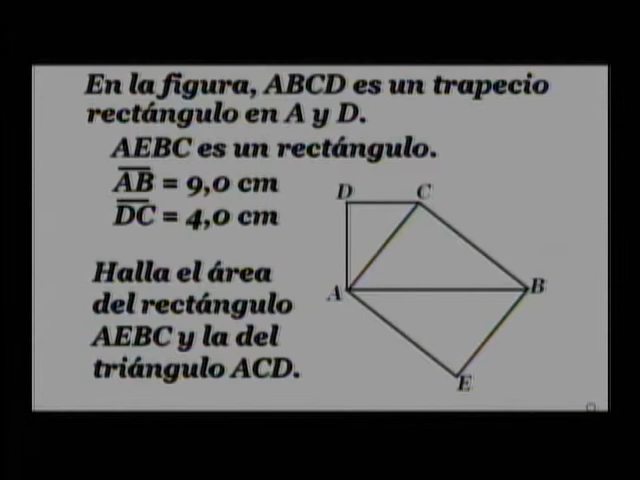 En la figura, ABCD es un trapecio
rectángulo en A y D.
AEBC es un rectángulo.
AB = 9,0 cm
DC = 4,0 cm
Halla el área
del rectángulo
AEBC y la del
triángulo ACD.
D C
A B
E